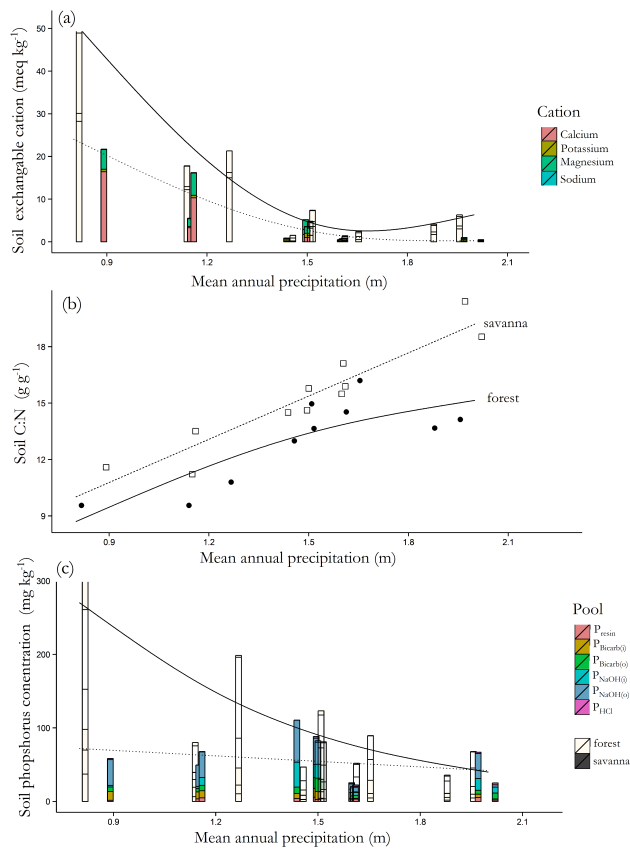 (a)
Soil exchangable cation (meq kg-1)
50
40
30
20
10
0
0.9 1.2 1.5 1.8 2.1
Mean annual precipitation (m)
Cation
Calcium
Potassium
Magnesium
Sodium
(b)
Soil C:N (g g-1)
18
15
12
9
savanna
forest
0.9 1.2 1.5 1.8 2.1
Mean annual precipitation (m)
(c)
Soil phopshorus conentration (mg kg-1)
300
200
100
0
0.9 1.2 1.5 1.8 2.1
Mean annual precipitation (m)
Pool
Presin
PBicarb(i)
PBicarb(o)
PNaOH(i)
PNaOH(o)
PHCl
forest
savanna